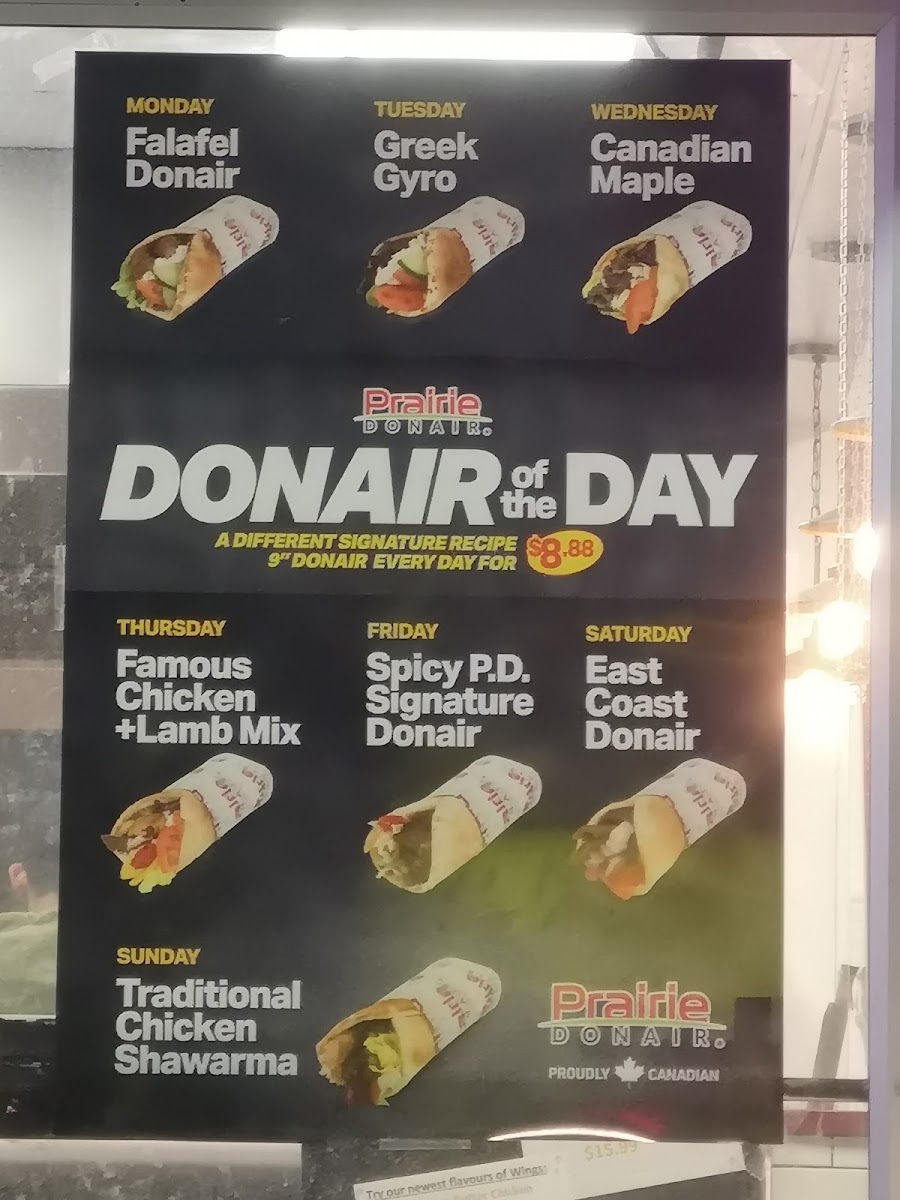 MONDAY
Falafel
Donair
TUESDAY
Greek
Gyro
WEDNESDAY
Canadian
Maple
Prairie
DONAIR®
DONAIR of the DAY
A DIFFERENT SIGNATURE RECIPE
9" DONAIR EVERY DAY FOR
$8.88
THURSDAY
Famous
Chicken
+Lamb Mix
FRIDAY
Spicy P.D.
Signature
Donair
SATURDAY
East
Coast
Donair
SUNDAY
Traditional
Chicken
Shawarma
Prairie
DONAIR®
PROUDLY CANADIAN
$15.99
Try our newest flavours of Wings: